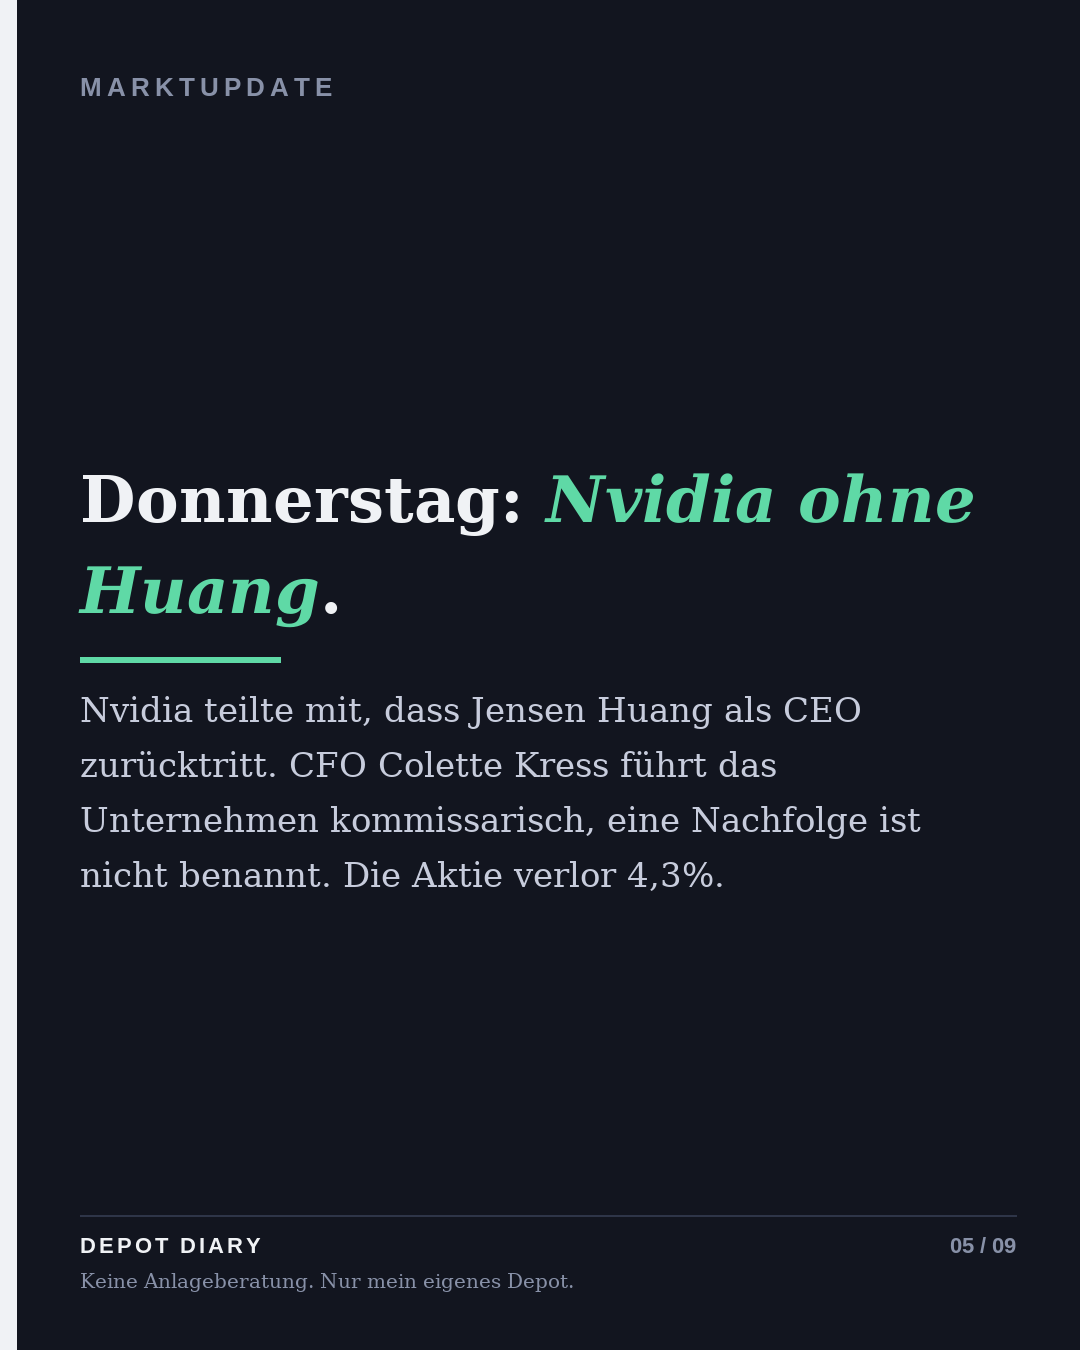 MARKTUPDATE
Donnerstag: Nvidia ohne
Huang.
Nvidia teilte mit, dass Jensen Huang als CEO
zurücktritt. CFO Colette Kress führt das
Unternehmen kommissarisch, eine Nachfolge ist
nicht benannt. Die Aktie verlor 4,3%.
DEPOT DIARY
05 / 09
Keine Anlageberatung. Nur mein eigenes Depot.